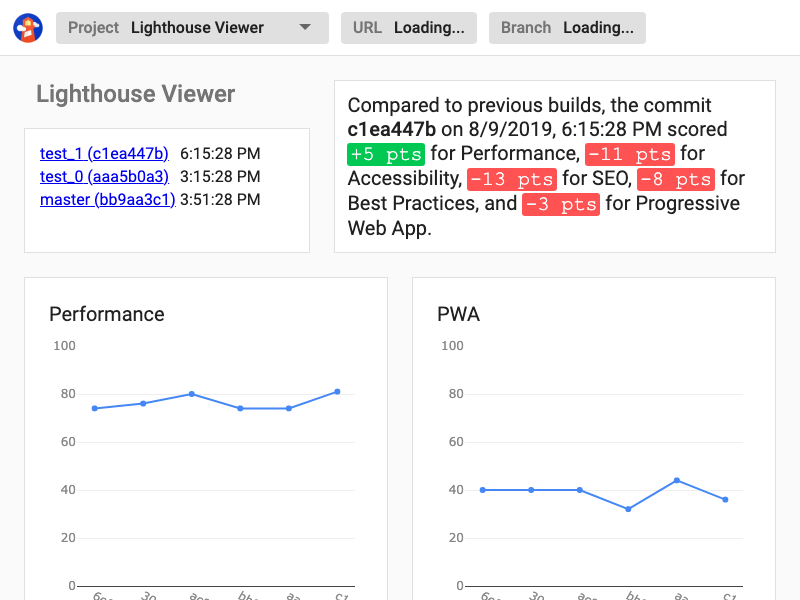 Project Lighthouse Viewer URL Loading... Branch Loading...
Lighthouse Viewer
test_1 (c1ea447b) 6:15:28 PM
test_0 (aaa5b0a3) 3:15:28 PM
master (bb9aa3c1) 3:51:28 PM
Compared to previous builds, the commit
c1ea447b on 8/9/2019, 6:15:28 PM scored
+5 pts for Performance, -11 pts for
Accessibility, -13 pts for SEO, -8 pts for
Best Practices, and -3 pts for Progressive
Web App.
Performance
100
80
60
40
20
0
PWA
100
80
60
40
20
0